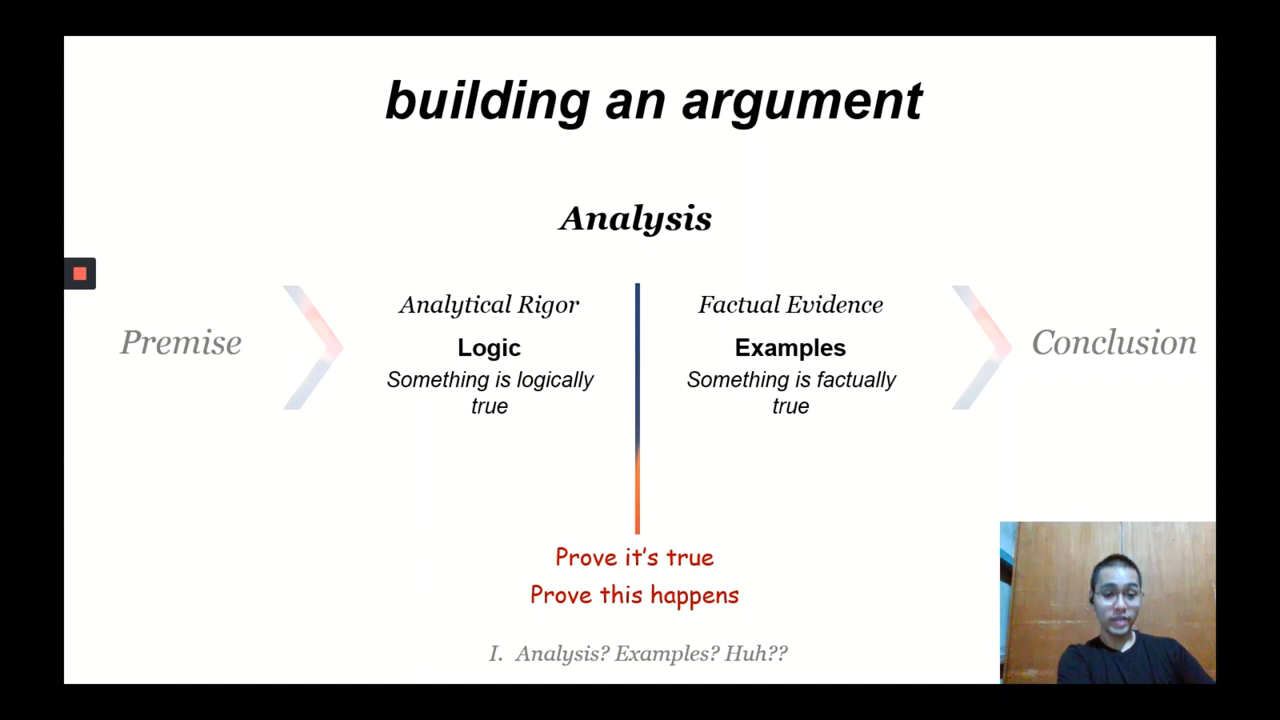 building an argument
Analysis
Premise
Analytical Rigor
Logic
Something is logically
true
Factual Evidence
Examples
Something is factually
true
Conclusion
Prove it's true
Prove this happens
I. Analysis? Examples? Huh??